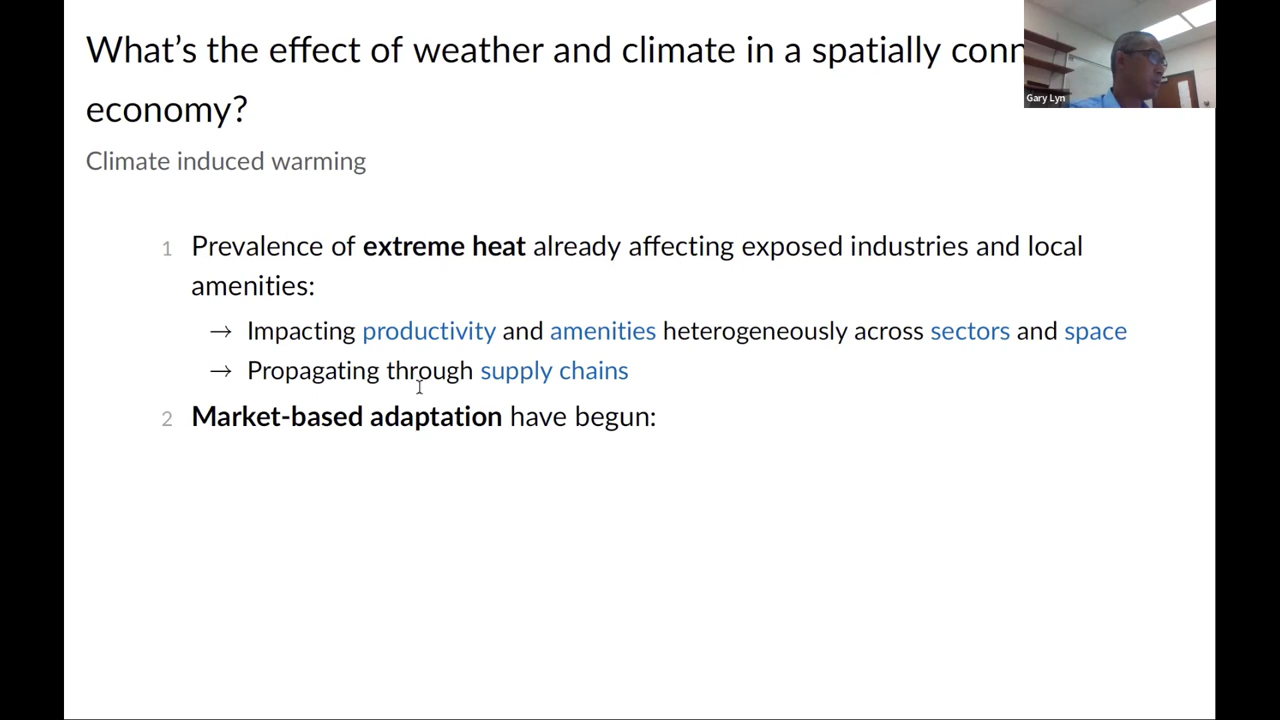 What's the effect of weather and climate in a spatially
economy?
Climate induced warming
1 Prevalence of extreme heat already affecting exposed industries and local
amenities:
→ Impacting productivity and amenities heterogeneously across sectors and space
→ Propagating through supply chains
2 Market-based adaptation have begun:
Gary Lyn